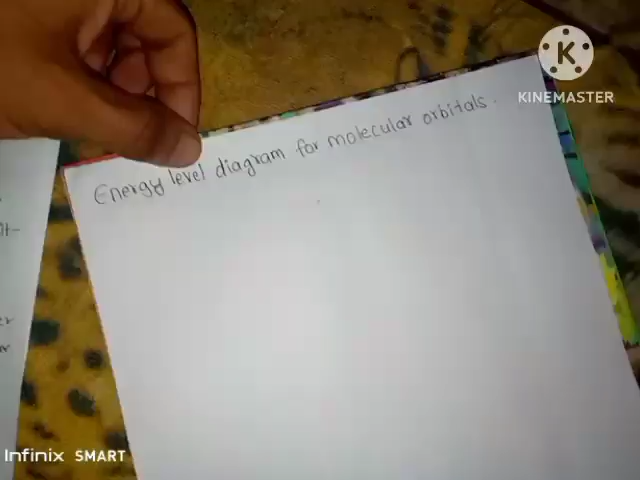 KINEMASTER
Energy level diagram for molecular orbitals.
Infinix SMART